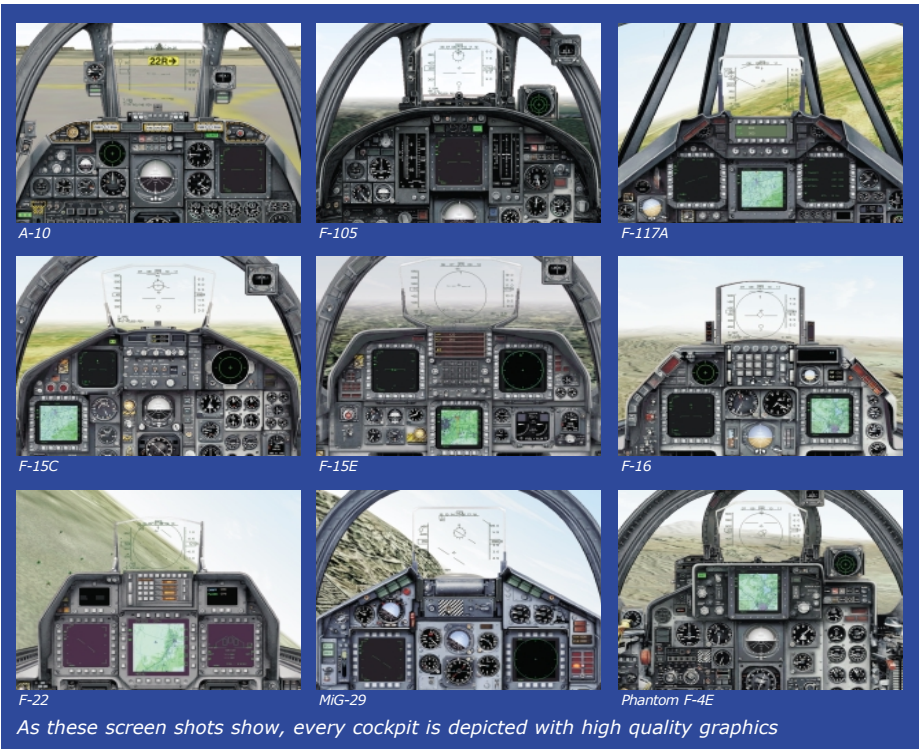 22R→
A-10
F-105
F-117A
F-15C
F-15E
F-16
F-22
MiG-29
Phantom F-4E
As these screen shots show, every cockpit is depicted with high quality graphics